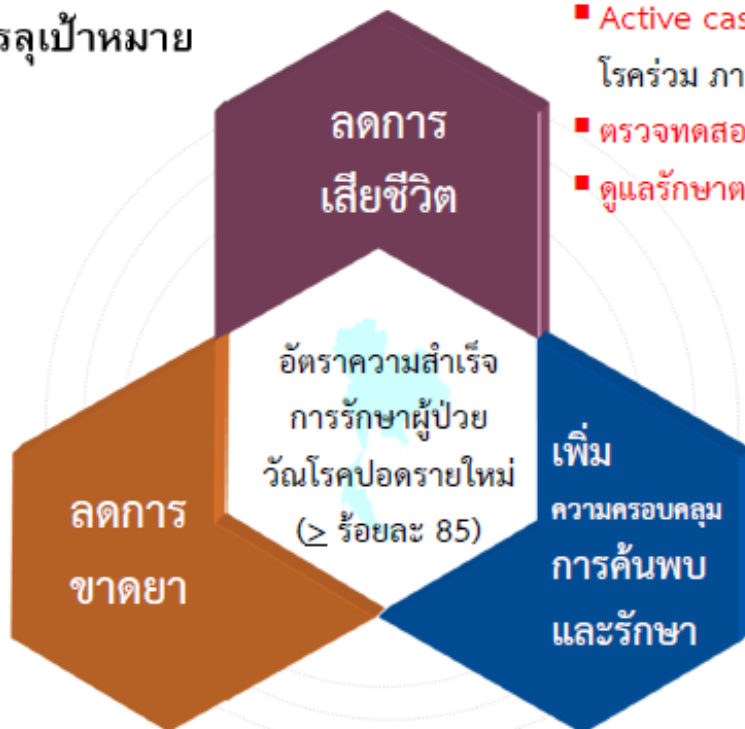 รลุเป้าหมาย
Active cas
โรคร่วม ภา
ตรวจทดสอ
ดูแลรักษาต
ลดการ
เสียชีวิต
อัตราความสำเร็จ
การรักษาผู้ป่วย
วัณโรคปอดรายใหม่
(≥ ร้อยละ 85)
ลดการ
ขาดยา
เพิ่ม
ความครอบคลุม
การค้นพบ
และรักษา